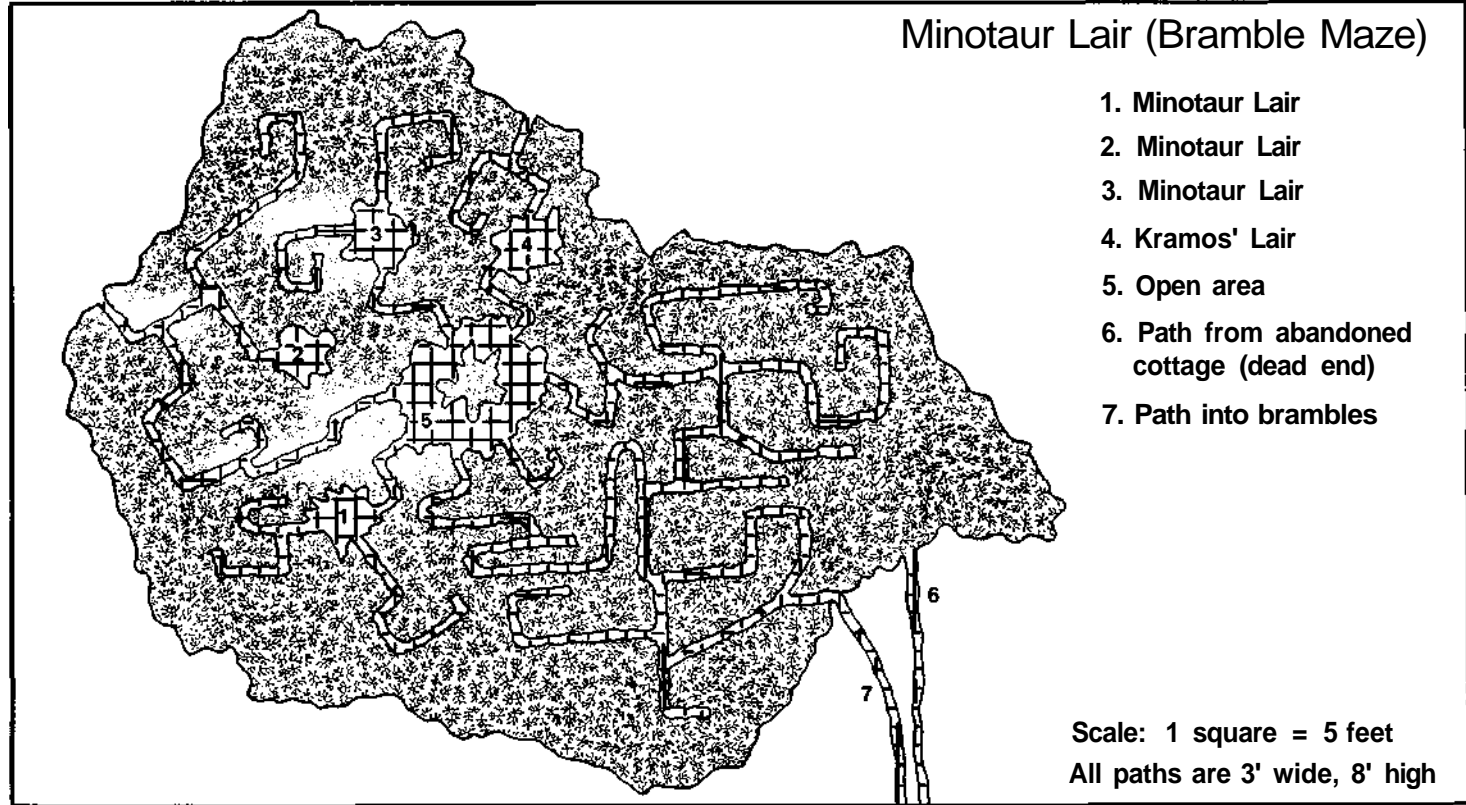 Minotaur Lair (Bramble Maze)
1. Minotaur Lair
2. Minotaur Lair
3. Minotaur Lair
4. Kramos' Lair
5. Open area
6. Path from abandoned
cottage (dead end)
7. Path into brambles
3
4
2
5
1
6
7
Scale: 1 square = 5 feet
All paths are 3' wide, 8' high